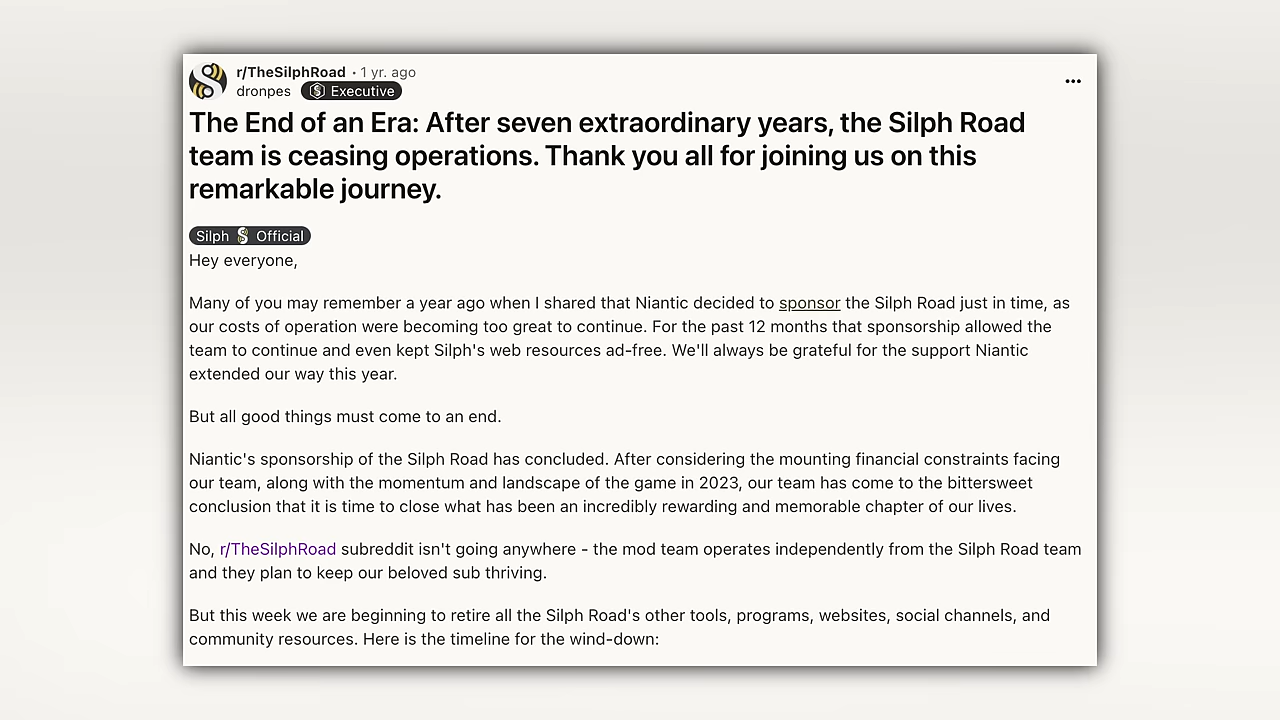 r/TheSilphRoad · 1 yr. ago
dronpes Executive
The End of an Era: After seven extraordinary years, the Silph Road
team is ceasing operations. Thank you all for joining us on this
remarkable journey.
Silph Official
Hey everyone,
Many of you may remember a year ago when I shared that Niantic decided to sponsor the Silph Road just in time, as
our costs of operation were becoming too great to continue. For the past 12 months that sponsorship allowed the
team to continue and even kept Silph's web resources ad-free. We'll always be grateful for the support Niantic
extended our way this year.
But all good things must come to an end.
Niantic's sponsorship of the Silph Road has concluded. After considering the mounting financial constraints facing
our team, along with the momentum and landscape of the game in 2023, our team has come to the bittersweet
conclusion that it is time to close what has been an incredibly rewarding and memorable chapter of our lives.
No, r/TheSilphRoad subreddit isn't going anywhere - the mod team operates independently from the Silph Road team
and they plan to keep our beloved sub thriving.
But this week we are beginning to retire all the Silph Road's other tools, programs, websites, social channels, and
community resources. Here is the timeline for the wind-down: